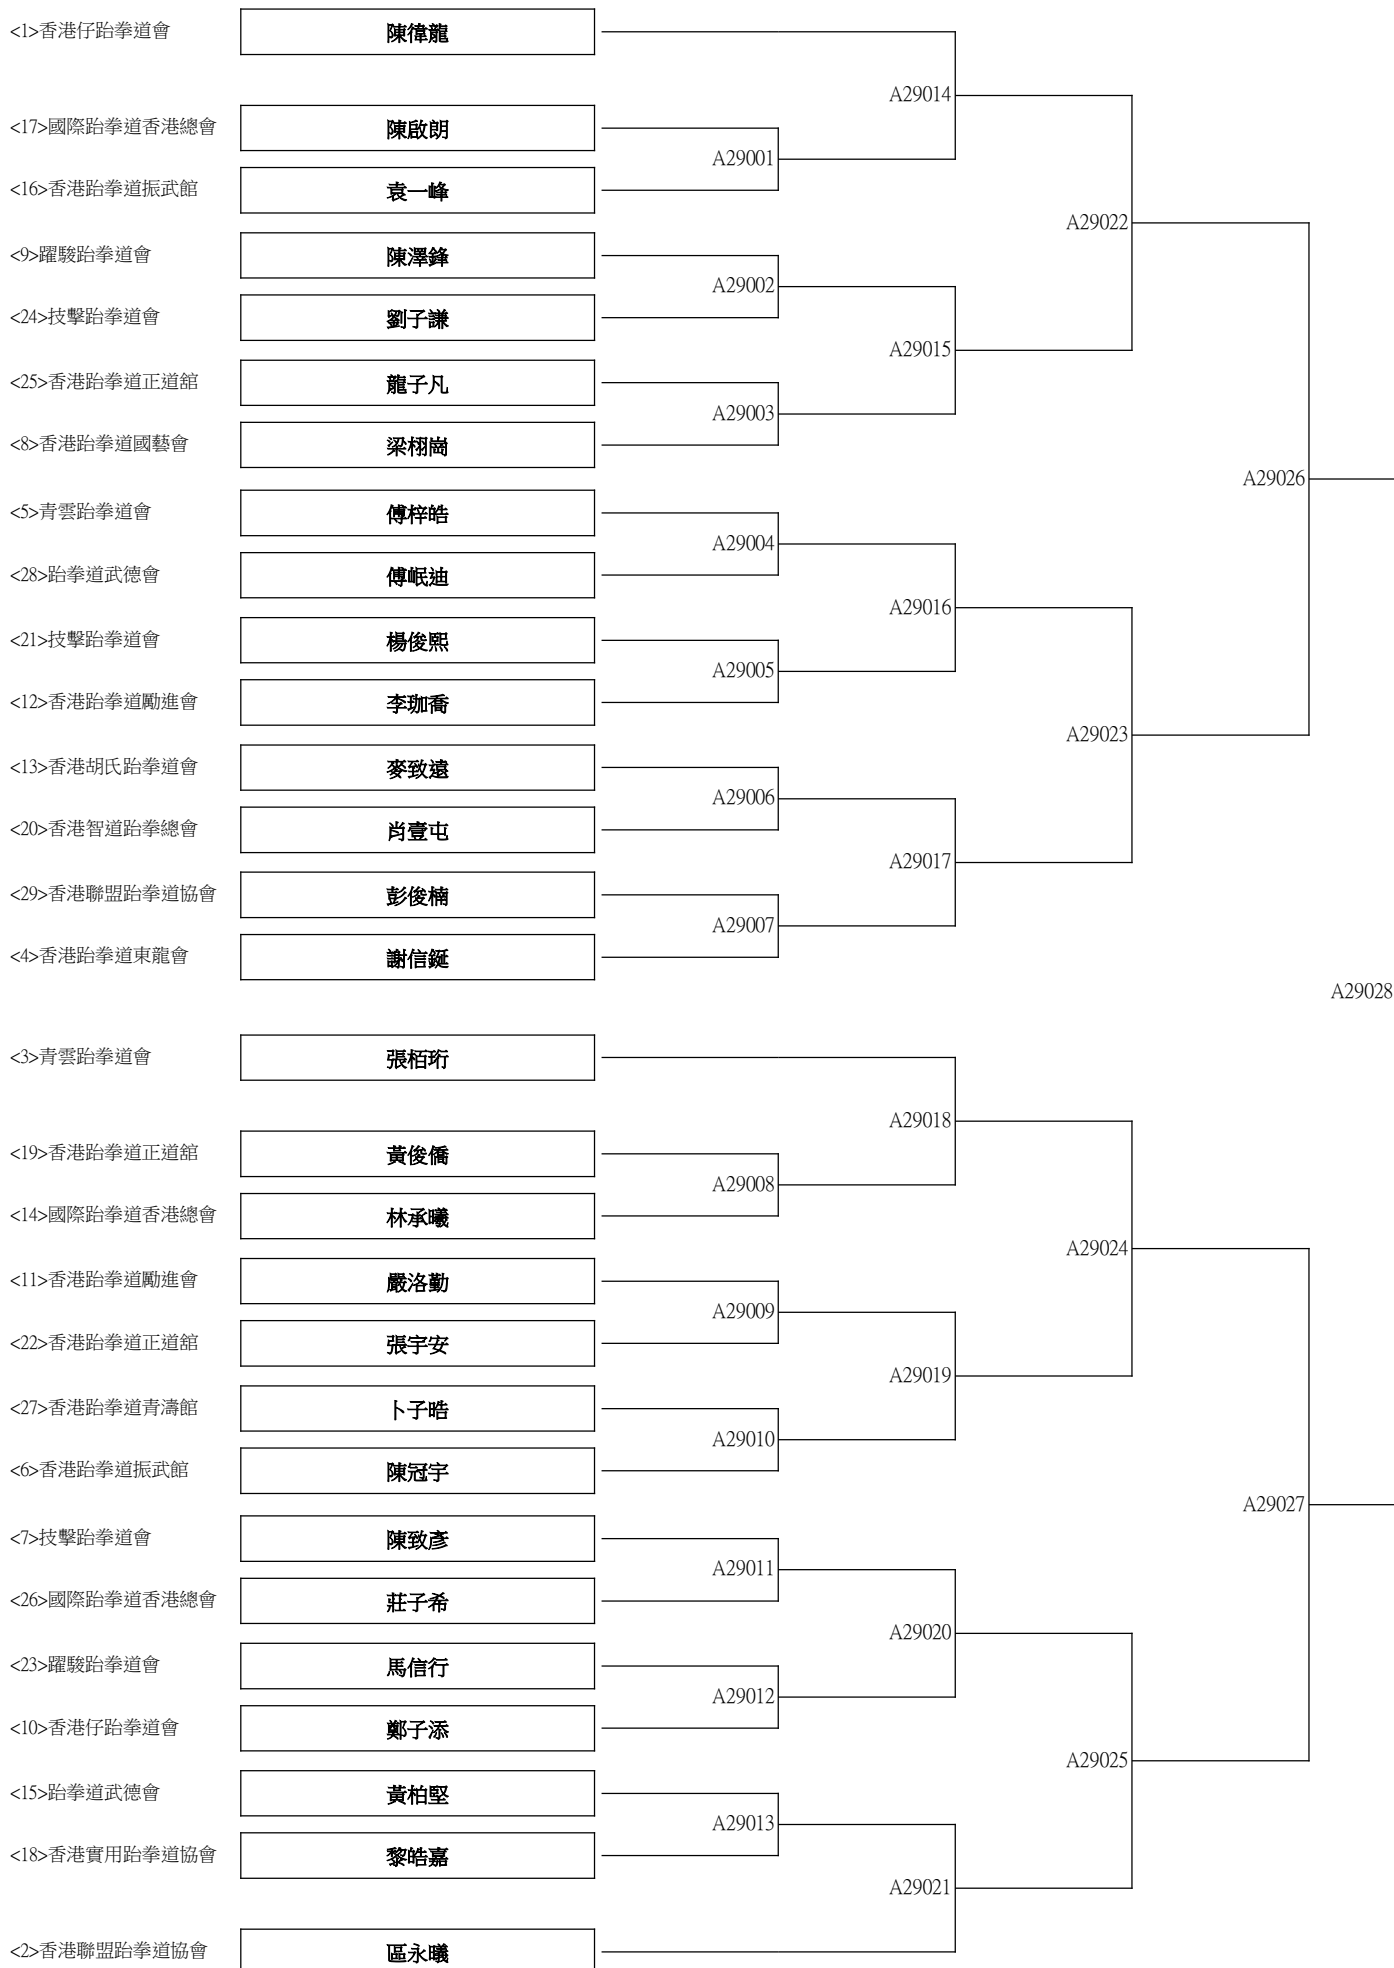 <1>香港仔跆拳道會 陳偉龍
A29014
<17>國際跆拳道香港總會 陳啟朗
A29001
<16>香港跆拳道振武館 袁一峰
A29022
<9>躍駿跆拳道會 陳澤鋒
A29002
<24>技擊跆拳道會 劉子謙
A29015
<25>香港跆拳道正道舘 龍子凡
A29003
<8>香港跆拳道國藝會 梁栩崗
A29026
<5>青雲跆拳道會 傅梓皓
A29004
<28>跆拳道武德會 傅岷迪
A29016
<21>技擊跆拳道會 楊俊熙
A29005
<12>香港跆拳道勵進會 李珈喬
A29023
<13>香港胡氏跆拳道會 麥致遠
A29006
<20>香港智道跆拳總會 肖壹屯
A29017
<29>香港聯盟跆拳道協會 彭俊楠
A29007
<4>香港跆拳道東龍會 謝信鋌
A29028
<3>青雲跆拳道會 張栢珩
A29018
<19>香港跆拳道正道舘 黃俊僑
A29008
<14>國際跆拳道香港總會 林承曦
A29024
<11>香港跆拳道勵進會 嚴洛勤
A29009
<22>香港跆拳道正道舘 張宇安
A29019
<27>香港跆拳道青濤館 卜子晧
A29010
<6>香港跆拳道振武館 陳冠宇
A29027
<7>技擊跆拳道會 陳致彥
A29011
<26>國際跆拳道香港總會 莊子希
A29020
<23>躍駿跆拳道會 馬信行
A29012
<10>香港仔跆拳道會 鄭子添
A29025
<15>跆拳道武德會 黃柏堅
A29013
<18>香港實用跆拳道協會 黎皓嘉
A29021
<2>香港聯盟跆拳道協會 區永曦